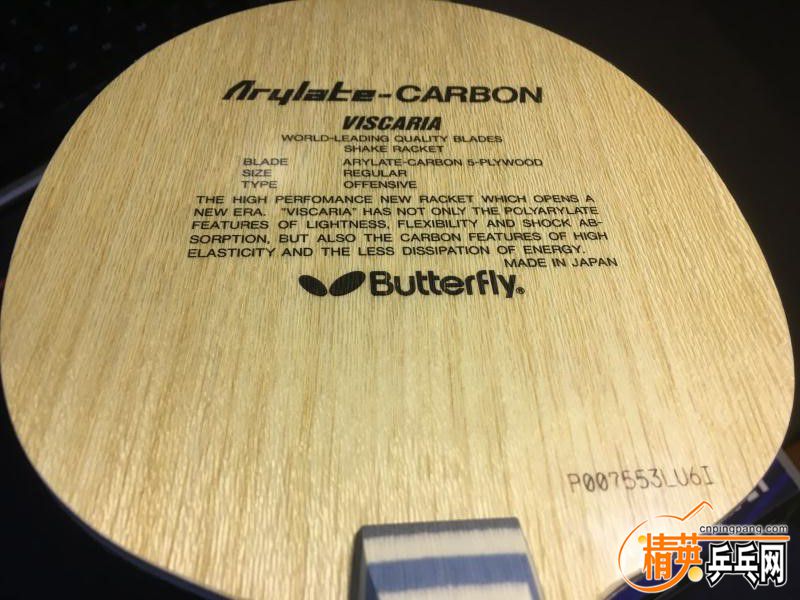 Arylate-CARBON
VISCARIA
WORLD-LEADING QUALITY BLADES
SHAKE RACKET
BLADE ARYLATE-CARBON 5-PLYWOOD
SIZE REGULAR
TYPE OFFENSIVE
THE HIGH PERFOMANCE NEW RACKET WHICH OPENS A
NEW ERA. "VISCARIA" HAS NOT ONLY THE POLYARYLATE
FEATURES OF LIGHTNESS, FLEXIBILITY AND SHOCK AB-
SORPTION, BUT ALSO THE CARBON FEATURES OF HIGH
ELASTICITY AND THE LESS DISSIPATION OF ENERGY.
MADE IN JAPAN
Butterfly®
P007553LU6I
cnpingpang.com
精英乒乓网